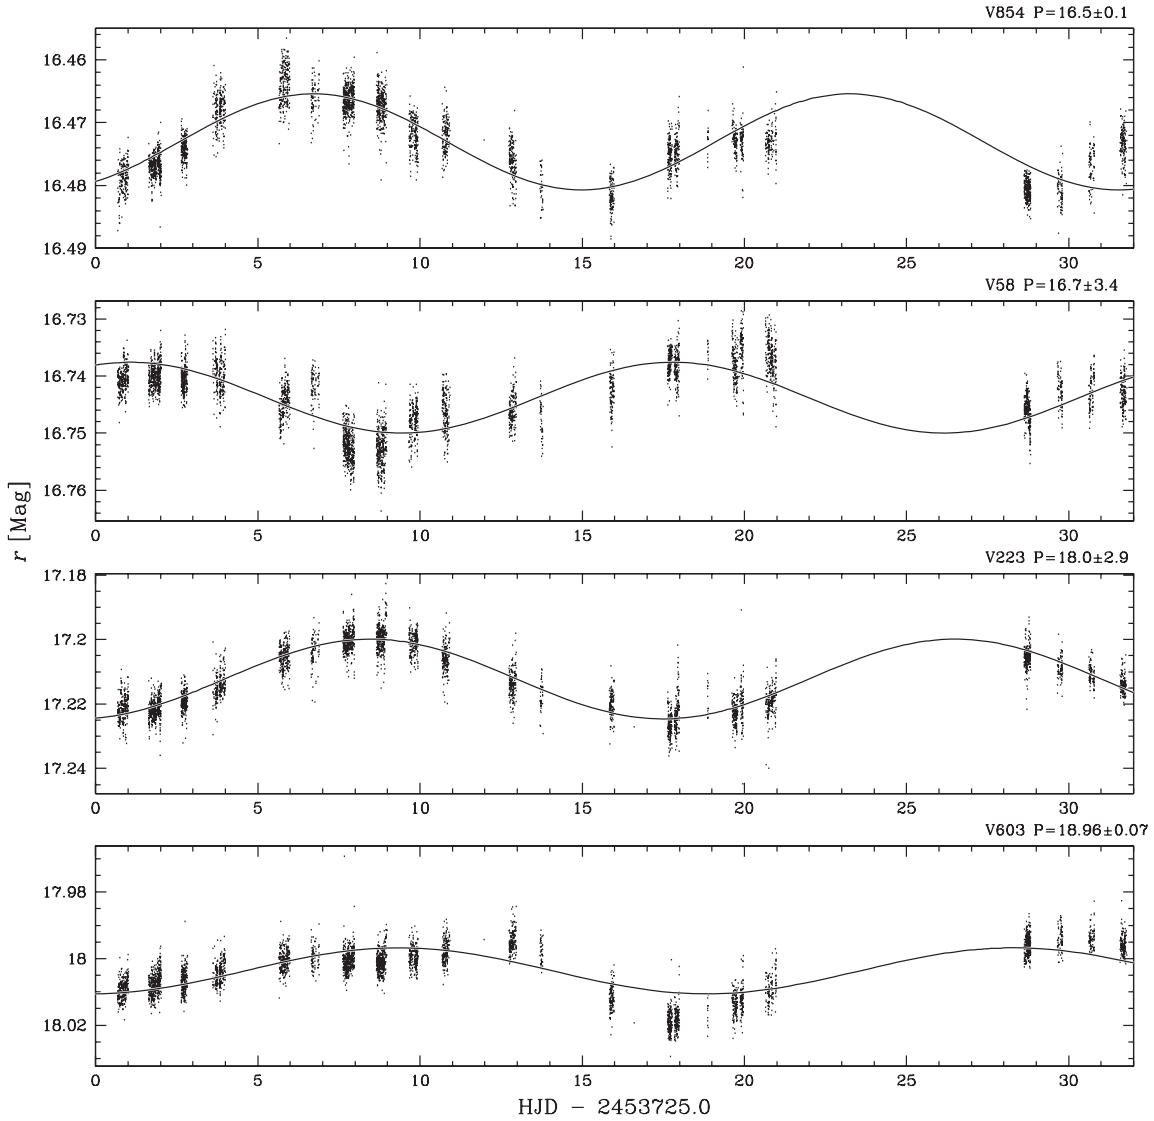 V854 P=16.5±0.1
16.46
16.47
16.48
16.49
0 5 10 15 20 25 30
V58 P=16.7±3.4
16.73
16.74
16.75
16.76
0 5 10 15 20 25 30
r [Mag]
V223 P=18.0±2.9
17.18
17.2
17.22
17.24
0 5 10 15 20 25 30
V603 P=18.96±0.07
17.98
18
18.02
0 5 10 15 20 25 30
HJD − 2453725.0